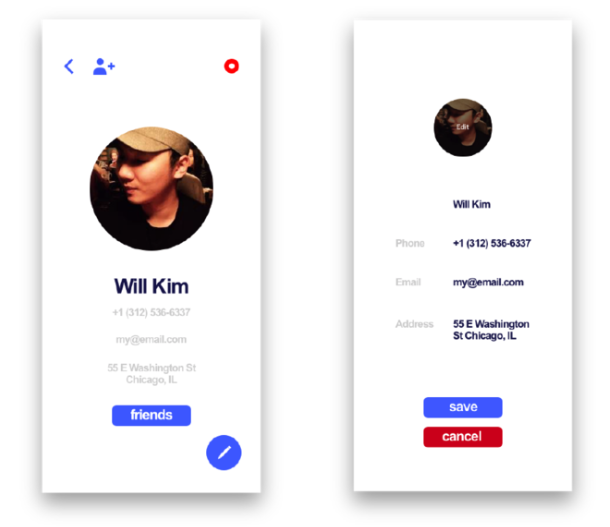 Will Kim
+1 (312) 536-6337
my@email.com
55 E Washington St
Chicago, IL
friends
Edit
Will Kim
Phone +1 (312) 536-6337
Email my@email.com
Address 55 E Washington
St Chicago, IL
save
cancel